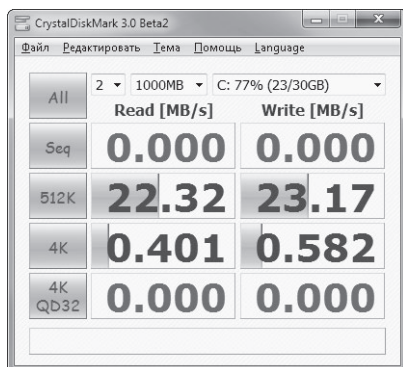 CrystalDiskMark 3.0 Beta2
Файл Редактировать Тема Помощь Language
All 2 1000MB C: 77% (23/30GB)
Read [MB/s] Write [MB/s]
Seq 0.000 0.000
512K 22.32 23.17
4K 0.401 0.582
4K QD32 0.000 0.000